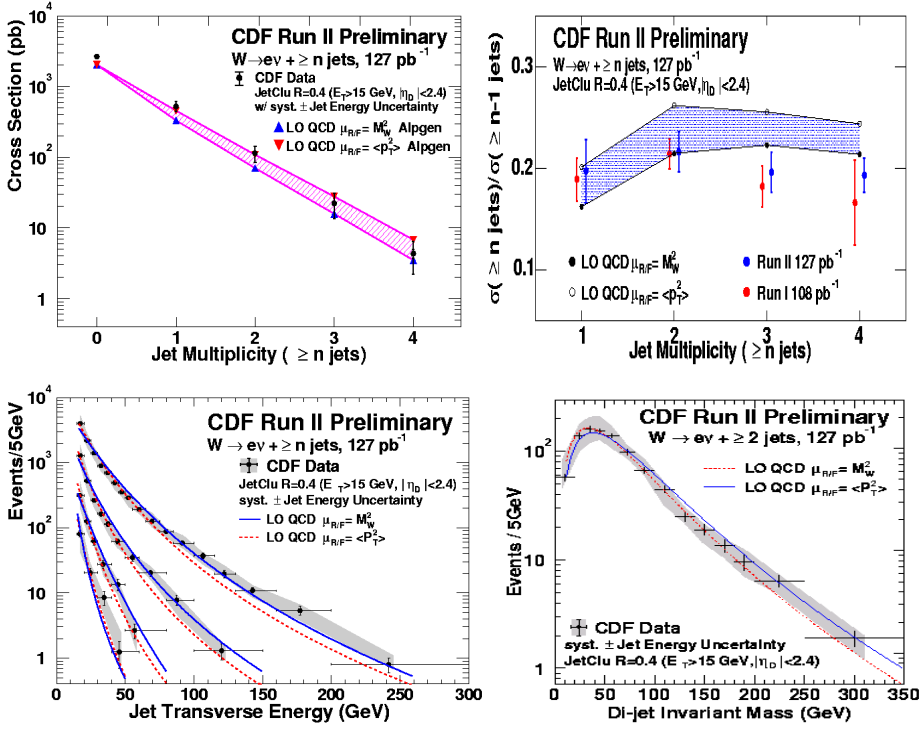 CDF Run II Preliminary
W→eν + ≥ n jets, 127 pb⁻¹
CDF Data
JetClu R=0.4 (E_T>15 GeV, |η_D|<2.4)
w/ syst. ± Jet Energy Uncertainty
LO QCD μ_R/F = M²_W Alpgen
LO QCD μ_R/F = <p²_T> Alpgen
Cross Section (pb)
10⁴
10³
10²
10
1
0 1 2 3 4
Jet Multiplicity ( ≥ n jets)
CDF Run II Preliminary
W→eν + ≥ n jets, 127 pb⁻¹
JetClu R=0.4 (E_T>15 GeV, |η_D|<2.4)
σ( ≥ n jets)/σ( ≥ n-1 jets)
0.3
0.2
0.1
LO QCD μ_R/F = M²_W
LO QCD μ_R/F = <p²_T>
Run II 127 pb⁻¹
Run I 108 pb⁻¹
1 2 3 4
Jet Multiplicity ( ≥ n jets)
CDF Run II Preliminary
W → eν + ≥ n jets, 127 pb⁻¹
CDF Data
JetClu R=0.4 (E_T>15 GeV, |η_D|<2.4)
syst. ± Jet Energy Uncertainty
LO QCD μ_R/F = M²_W
LO QCD μ_R/F = <P²_T>
Events/5GeV
10⁴
10³
10²
10
1
0 50 100 150 200 250 300
Jet Transverse Energy (GeV)
CDF Run II Preliminary
W → eν + ≥ 2 jets, 127 pb⁻¹
LO QCD μ_R/F = M²_W
LO QCD μ_R/F = <P²_T>
Events / 5GeV
10²
10
1
CDF Data
syst. ± Jet Energy Uncertainty
JetClu R=0.4 (E_T>15 GeV, |η_D|<2.4)
0 50 100 150 200 250 300 350
Di-jet Invariant Mass (GeV)